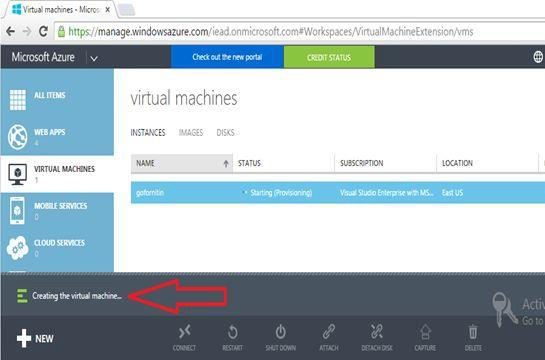 Virtual machines - Micros
https://manage.windowsazure.com/iead.onmicrosoft.com#Workspaces/VirtualMachineExtension/vms
Microsoft Azure
Check out the new portal
CREDIT STATUS
ALL ITEMS
WEB APPS
4
VIRTUAL MACHINES
1
MOBILE SERVICES
0
CLOUD SERVICES
0
virtual machines
INSTANCES IMAGES DISKS
NAME STATUS SUBSCRIPTION LOCATION
gofornitin Starting (Provisioning) Visual Studio Enterprise with MS... East US
Creating the virtual machine...
Activ
Go to
NEW
CONNECT RESTART SHUT DOWN ATTACH DETACH DISK CAPTURE DELETE